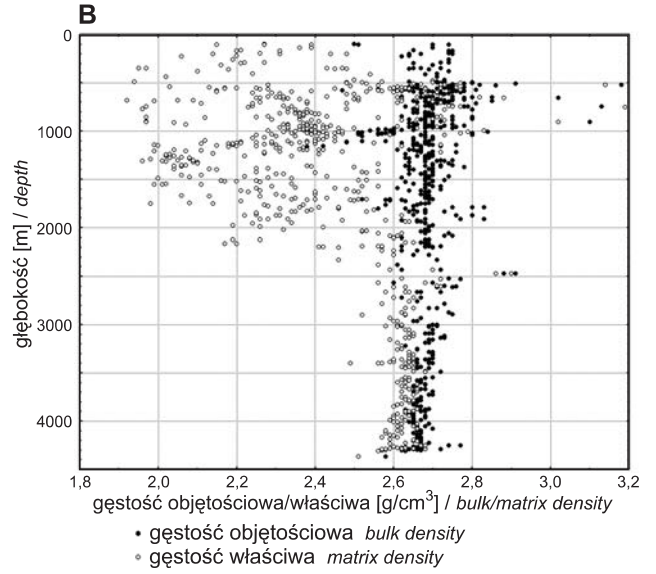 B
0
1000
2000
3000
4000
głębokość [m] / depth
1,8 2,0 2,2 2,4 2,6 2,8 3,0 3,2
gęstość objętościowa/właściwa [g/cm³] / bulk/matrix density
gęstość objętościowa bulk density
gęstość właściwa matrix density